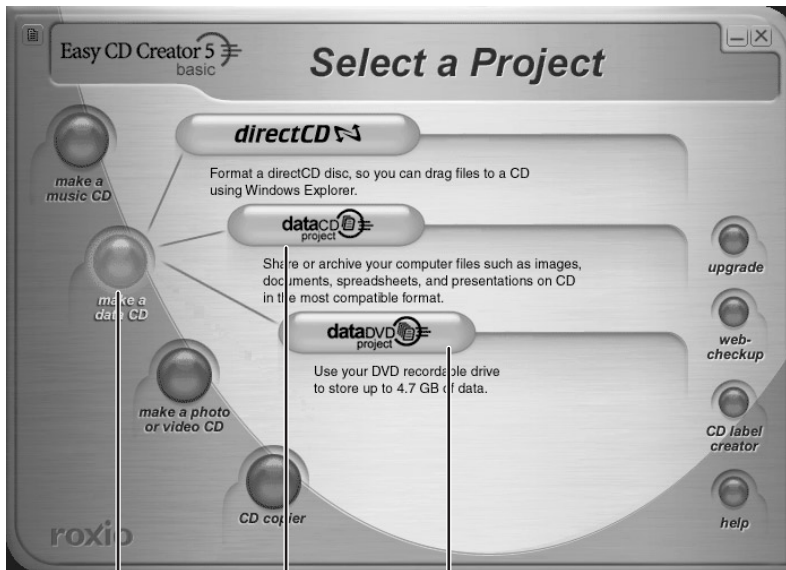 Easy CD Creator 5
basic
Select a Project
make a
music CD
directCD
Format a directCD disc, so you can drag files to a CD
using Windows Explorer.
dataCD
project
Share or archive your computer files such as images,
documents, spreadsheets, and presentations on CD
in the most compatible format.
make a
data CD
dataDVD
project
Use your DVD recordable drive
to store up to 4.7 GB of data.
make a photo
or video CD
CD copier
upgrade
web-
checkup
CD label
creator
help
roxio